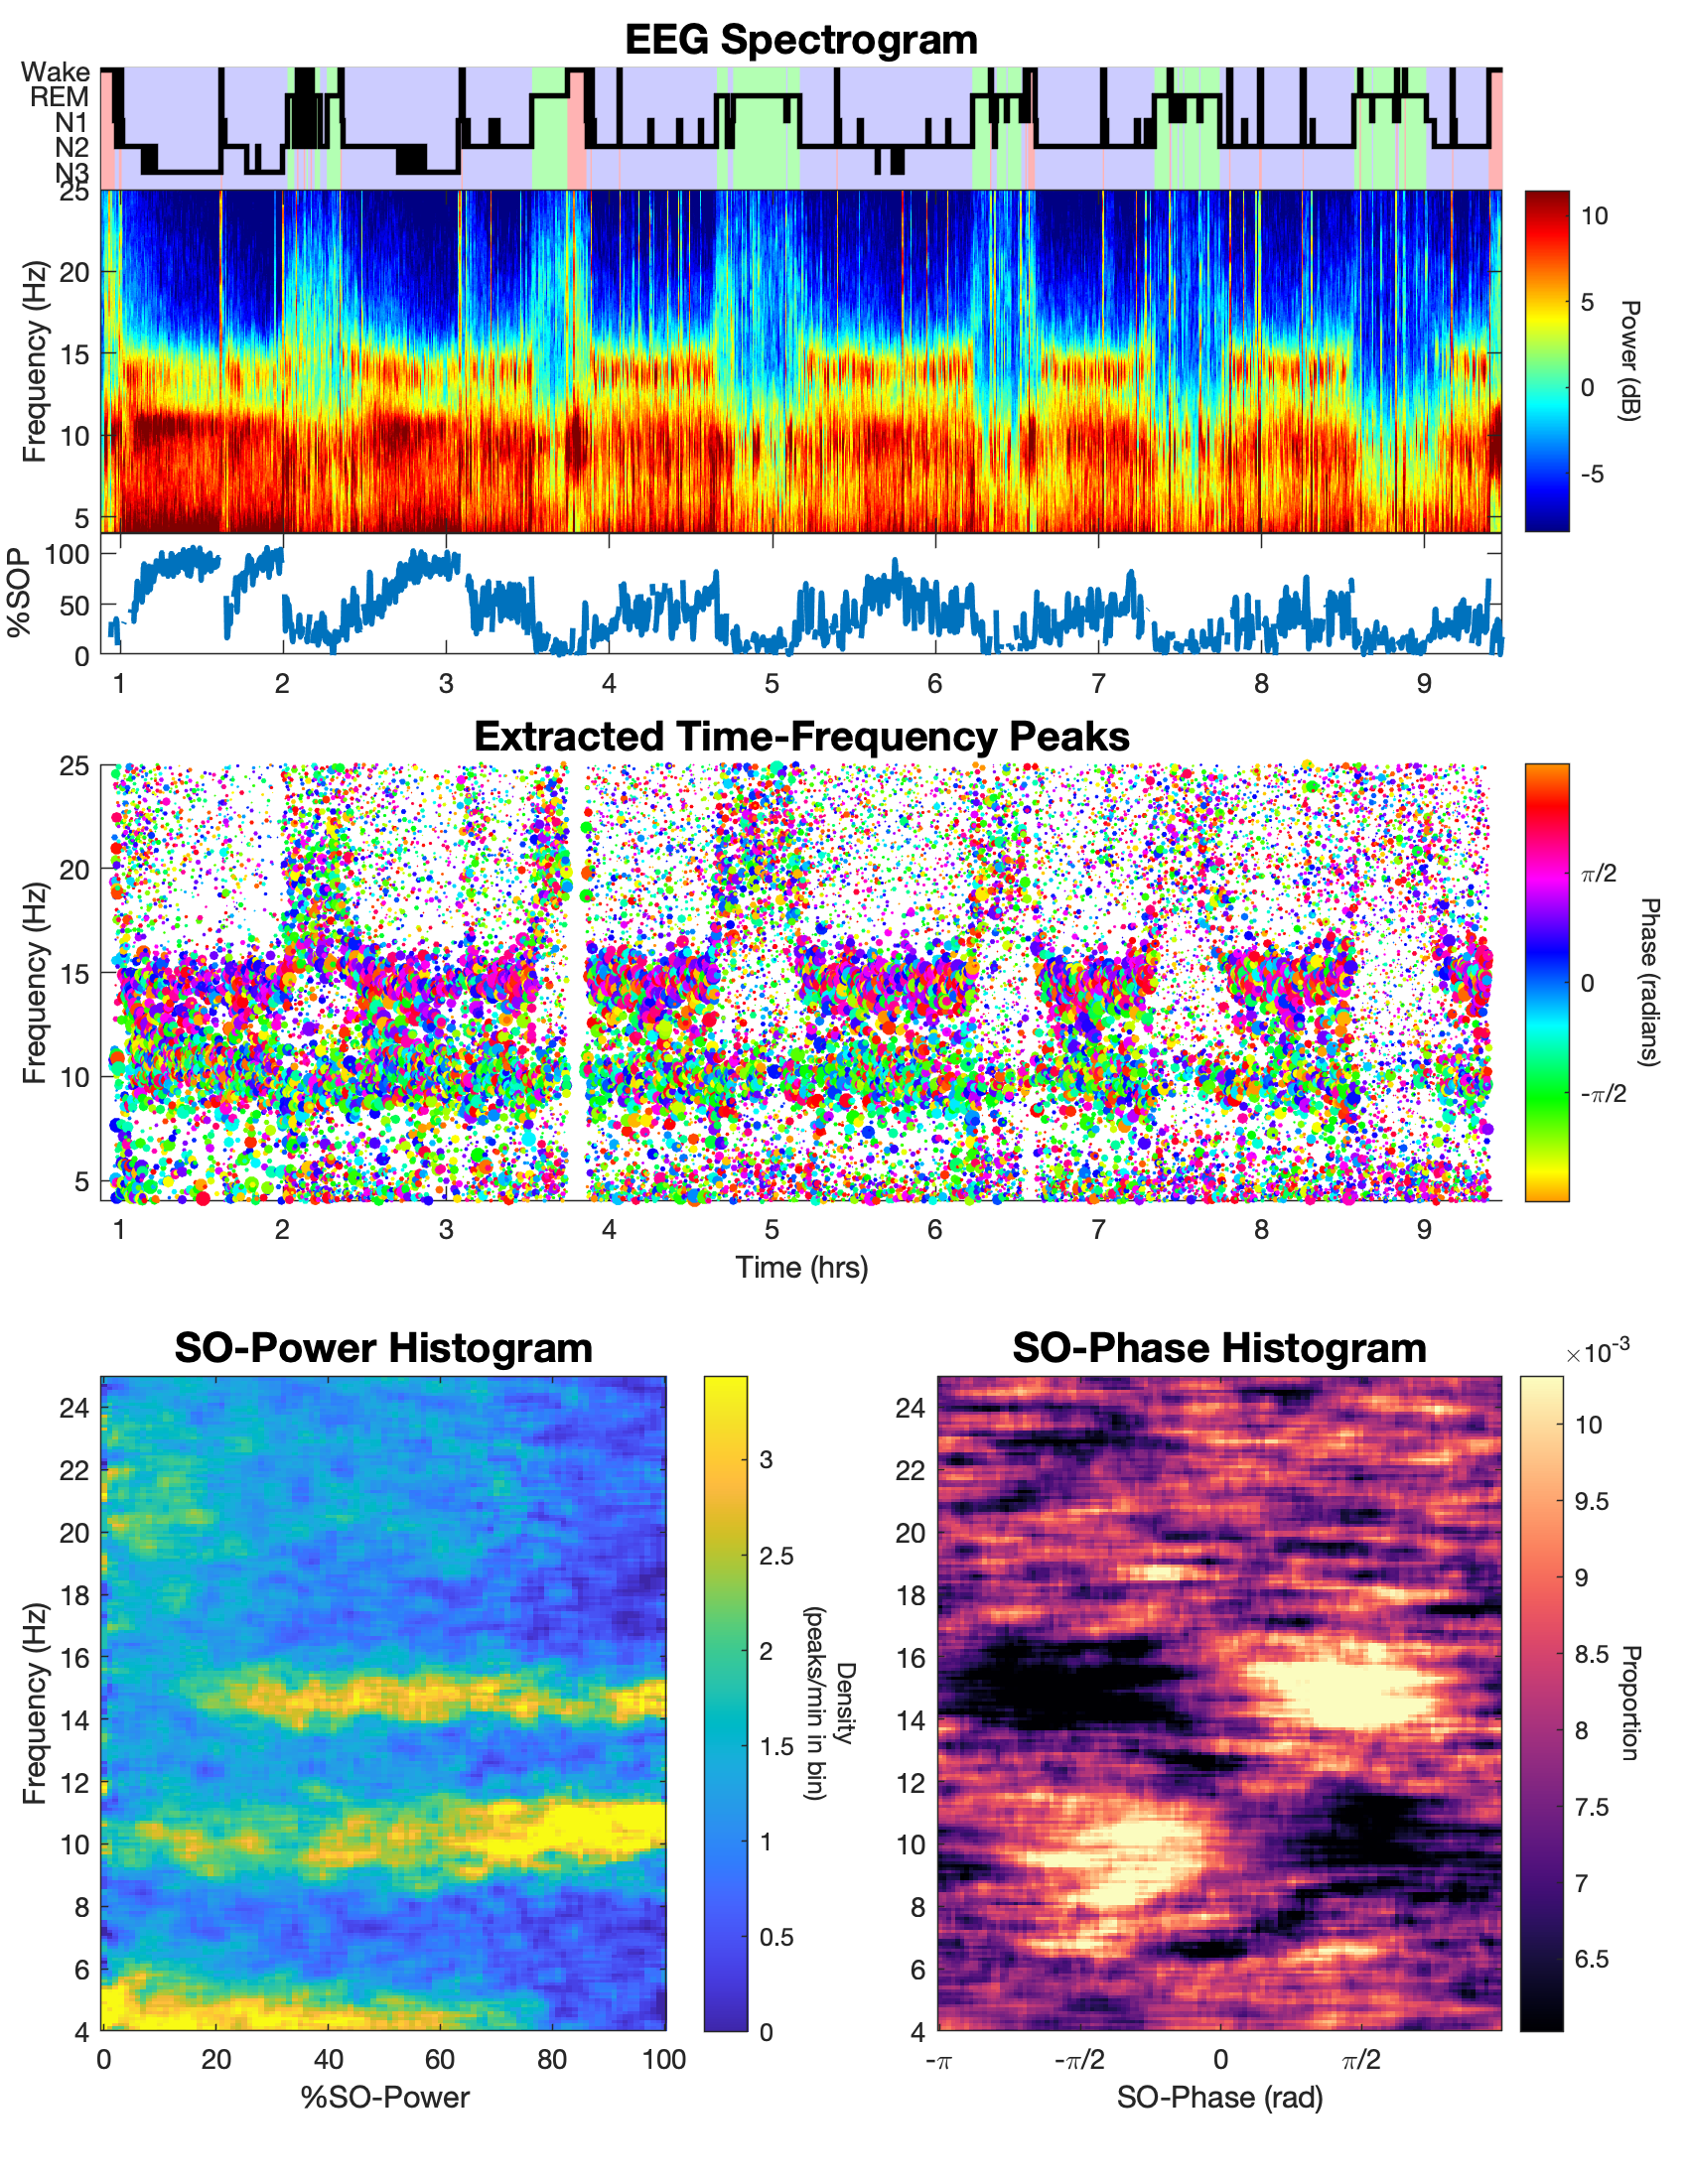 EEG Spectrogram
Wake
REM
N1
N2
N3
25
20
15
10
5
Frequency (Hz)
10
5
0
-5
Power (dB)
100
50
0
%SOP
1 2 3 4 5 6 7 8 9
Extracted Time-Frequency Peaks
25
20
15
10
5
Frequency (Hz)
1 2 3 4 5 6 7 8 9
Time (hrs)
π/2
0
-π/2
Phase (radians)
SO-Power Histogram
24
22
20
18
16
14
12
10
8
6
4
Frequency (Hz)
0 20 40 60 80 100
%SO-Power
3
2.5
2
1.5
1
0.5
0
Density
(peaks/min in bin)
SO-Phase Histogram
24
22
20
18
16
14
12
10
8
6
4
-π -π/2 0 π/2
SO-Phase (rad)
×10-3
10
9.5
9
8.5
8
7.5
7
6.5
Proportion